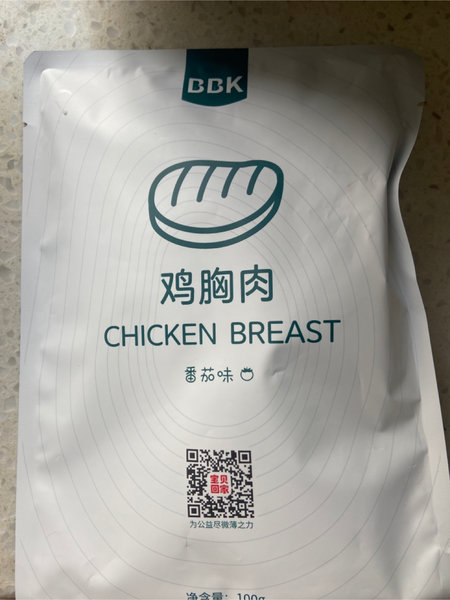 BBK
鸡胸肉
CHICKEN BREAST
番茄味
宝贝
回家
为公益尽微薄之力
净含量：100g